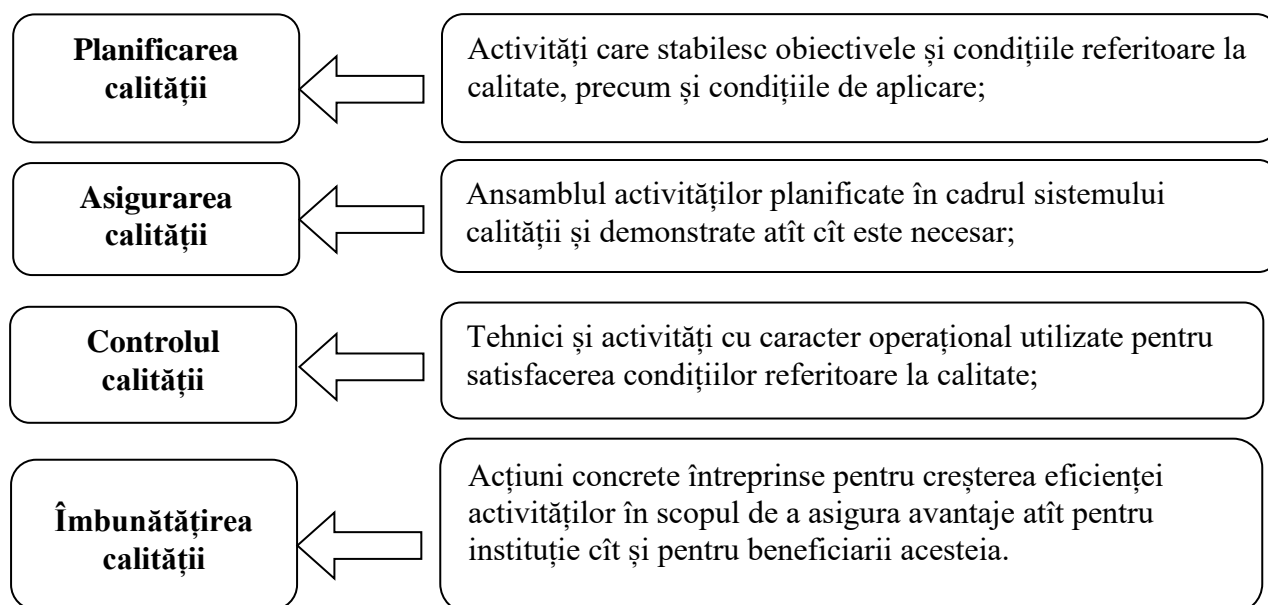 Planificarea
calității
Activități care stabilesc obiectivele și condițiile referitoare la
calitate, precum și condițiile de aplicare;
Asigurarea
calității
Ansamblul activităților planificate în cadrul sistemului
calității și demonstrate atît cît este necesar;
Controlul
calității
Tehnici și activități cu caracter operațional utilizate pentru
satisfacerea condițiilor referitoare la calitate;
Îmbunătățirea
calității
Acțiuni concrete întreprinse pentru creșterea eficienței
activităților în scopul de a asigura avantaje atît pentru
instituție cît și pentru beneficiarii acesteia.